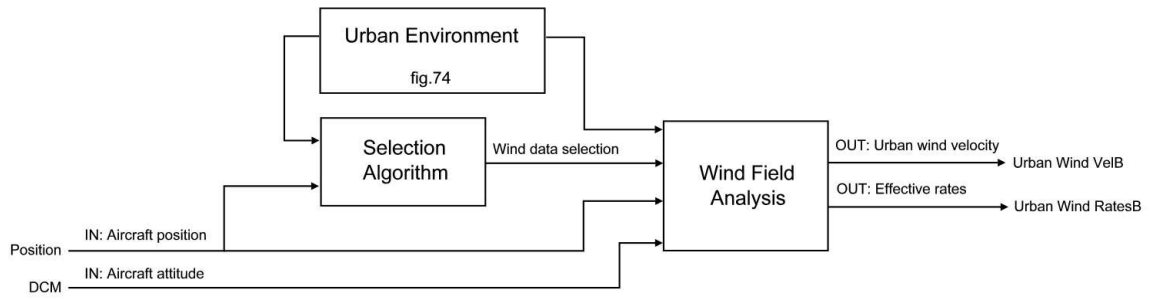 Urban Environment
fig.74
Selection
Algorithm
Wind data selection
Wind Field
Analysis
OUT: Urban wind velocity
Urban Wind VelB
OUT: Effective rates
Urban Wind RatesB
IN: Aircraft position
Position
IN: Aircraft attitude
DCM